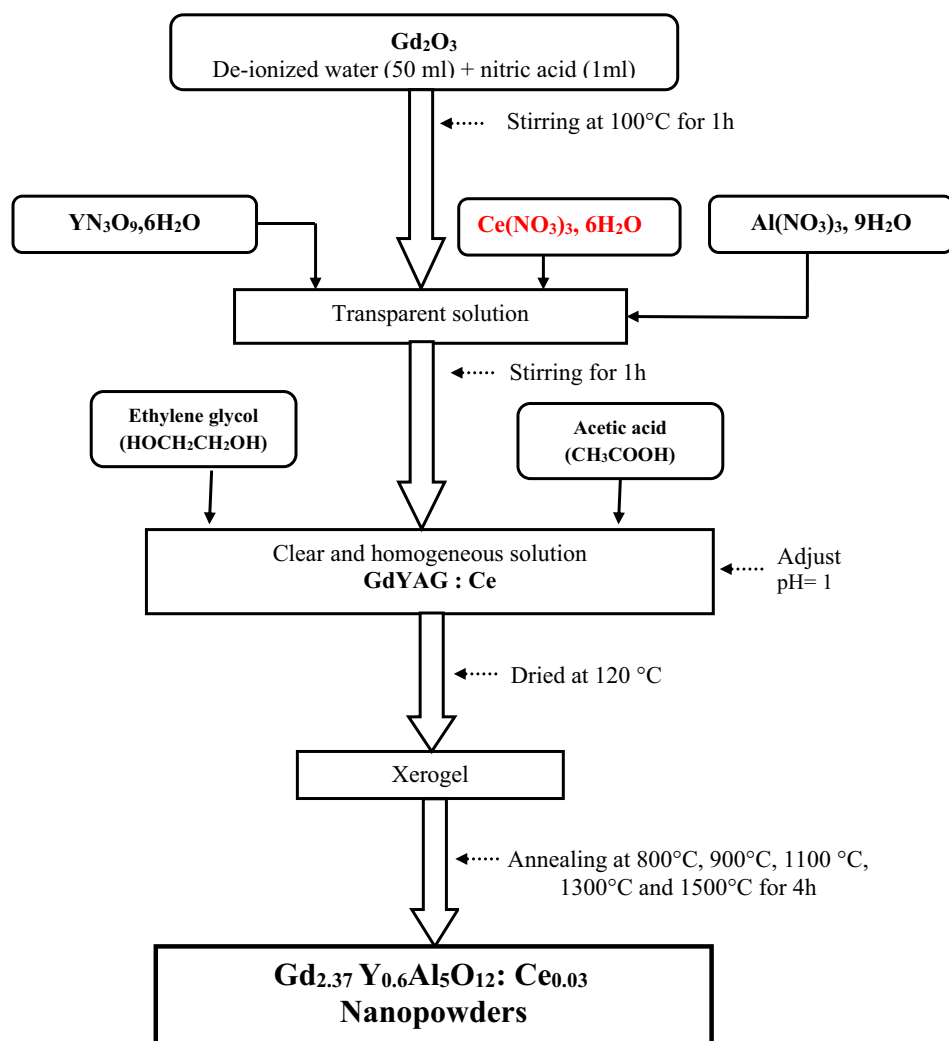 Gd₂O₃
De-ionized water (50 ml) + nitric acid (1ml)
Stirring at 100°C for 1h
YN₃O₉,6H₂O
Ce(NO₃)₃, 6H₂O
Al(NO₃)₃, 9H₂O
Transparent solution
Stirring for 1h
Ethylene glycol
(HOCH₂CH₂OH)
Acetic acid
(CH₃COOH)
Clear and homogeneous solution
GdYAG : Ce
Adjust
pH= 1
Dried at 120 °C
Xerogel
Annealing at 800°C, 900°C, 1100 °C,
1300°C and 1500°C for 4h
Gd₂.₃₇ Y₀.₆Al₅O₁₂: Ce₀.₀₃
Nanopowders